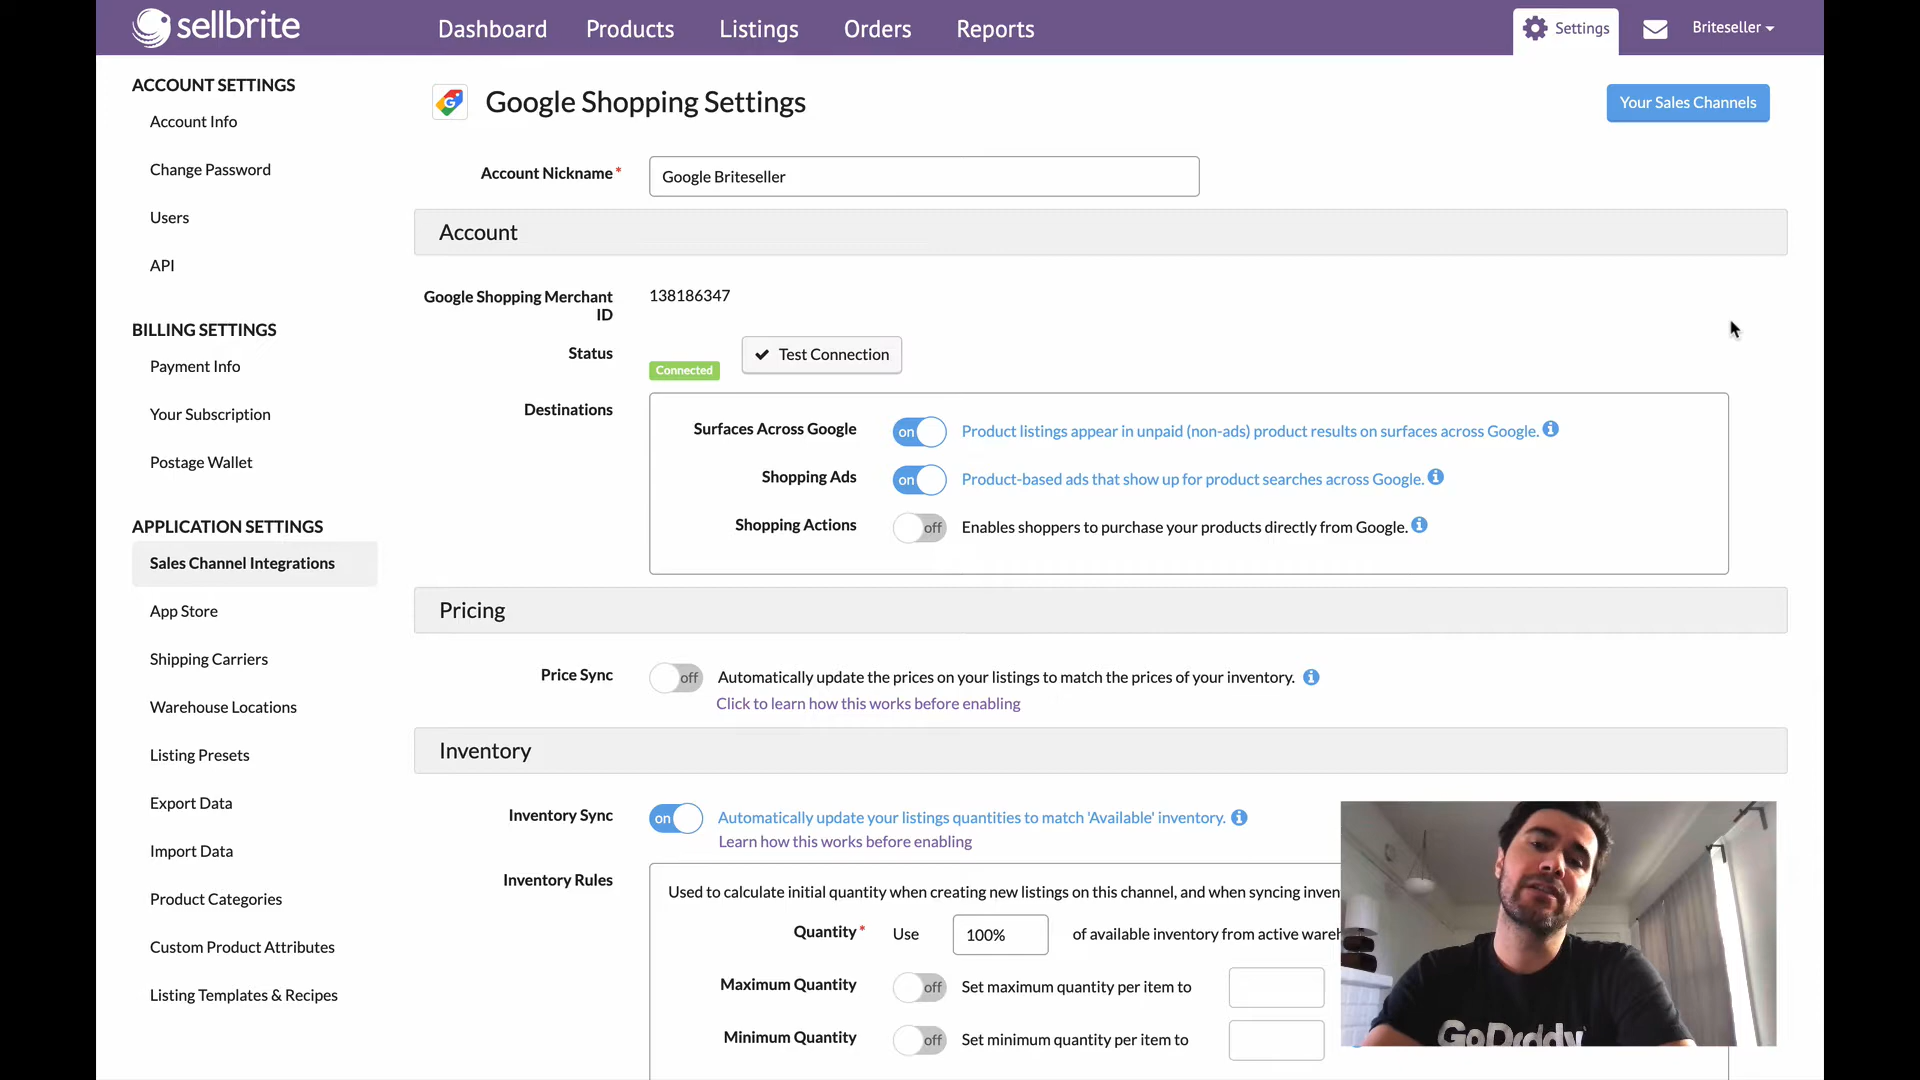 sellbrite
Dashboard Products Listings Orders Reports
Settings
Briteseller
ACCOUNT SETTINGS
Account Info
Change Password
Users
API
BILLING SETTINGS
Payment Info
Your Subscription
Postage Wallet
APPLICATION SETTINGS
Sales Channel Integrations
App Store
Shipping Carriers
Warehouse Locations
Listing Presets
Export Data
Import Data
Product Categories
Custom Product Attributes
Listing Templates & Recipes
G
Google Shopping Settings
Your Sales Channels
Account Nickname*
Google Briteseller
Account
Google Shopping Merchant
ID
138186347
Status
Connected
Test Connection
Destinations
Surfaces Across Google on Product listings appear in unpaid (non-ads) product results on surfaces across Google.
Shopping Ads on Product-based ads that show up for product searches across Google.
Shopping Actions off Enables shoppers to purchase your products directly from Google.
Pricing
Price Sync off Automatically update the prices on your listings to match the prices of your inventory.
Click to learn how this works before enabling
Inventory
Inventory Sync on Automatically update your listings quantities to match 'Available' inventory.
Learn how this works before enabling
Inventory Rules
Used to calculate initial quantity when creating new listings on this channel, and when syncing inven
Quantity* Use 100% of available inventory from active wareh
Maximum Quantity off Set maximum quantity per item to
Minimum Quantity off Set minimum quantity per item to
GoDaddy